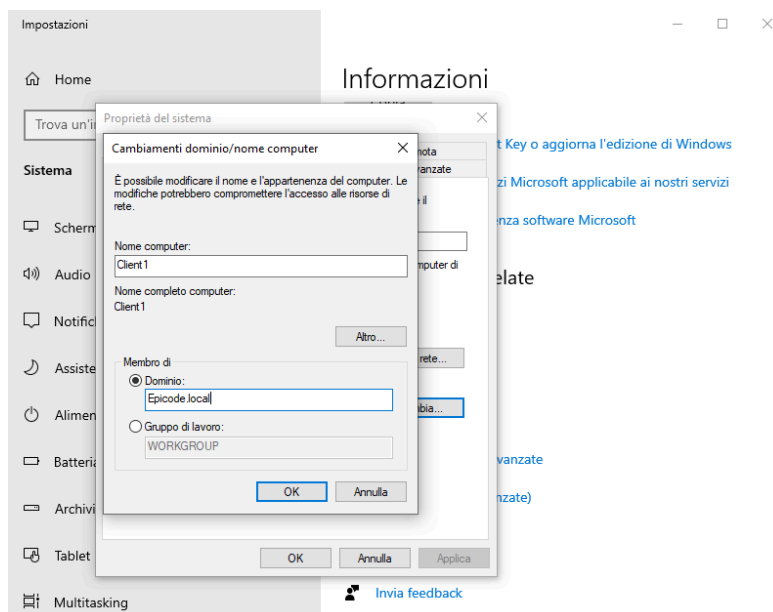 Impostazioni
Home
Trova un'i
Sistema
Scherm
Audio
Notific
Assiste
Alimen
Batteria
Archivi
Tablet
Multitasking
Informazioni
t Key o aggiorna l'edizione di Windows
zi Microsoft applicabile ai nostri servizi
nza software Microsoft
elate
vanzate
nzate)
Invia feedback
Proprietà del sistema
nota
vanzate
e il
mputer di
rete...
bia...
OK
Annulla
Applica
Cambiamenti dominio/nome computer
È possibile modificare il nome e l'appartenenza del computer. Le
modifiche potrebbero compromettere l'accesso alle risorse di
rete.
Nome computer:
Client1
Nome completo computer:
Client1
Altro...
Membro di
Dominio:
Epicode.local
Gruppo di lavoro:
WORKGROUP
OK
Annulla